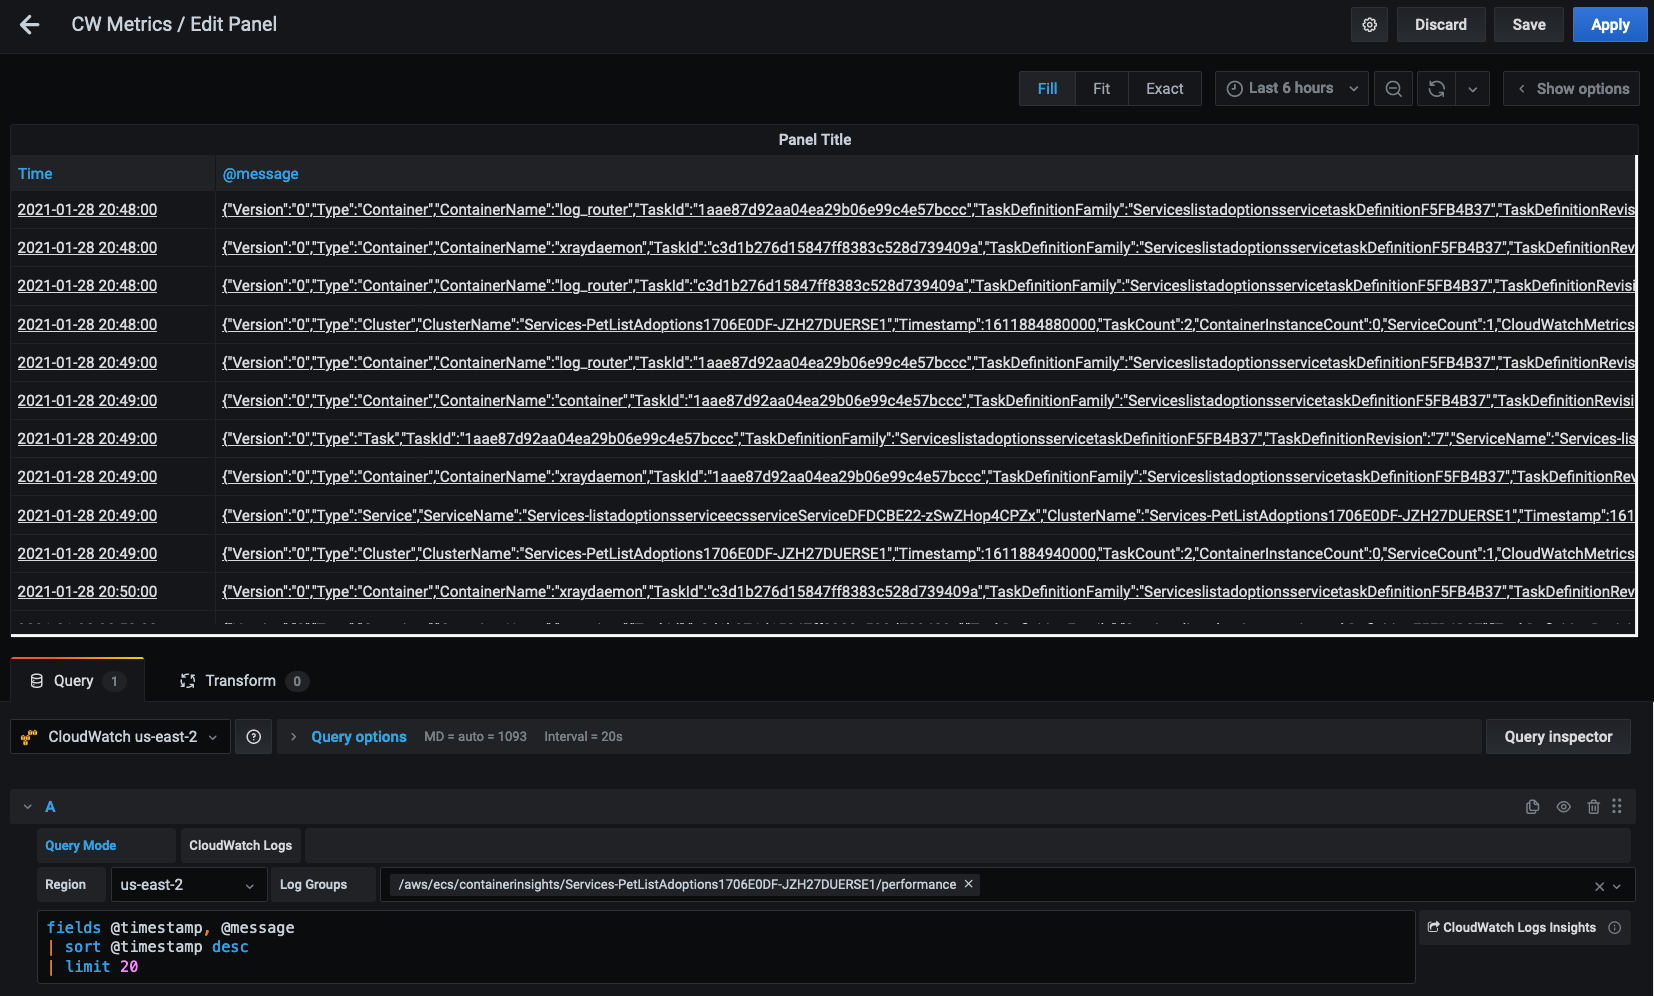 CW Metrics / Edit Panel
Discard
Save
Apply
Fill
Fit
Exact
Last 6 hours
Show options
Panel Title
Time @message
2021-01-28 20:48:00 {"Version":"0","Type":"Container","ContainerName":"log_router","TaskId":"1aae87d92aa04ea29b06e99c4e57bccc","TaskDefinitionFamily":"ServiceslistadoptionsservicetaskDefinitionF5FB4B37","TaskDefinitionRevis
2021-01-28 20:48:00 {"Version":"0","Type":"Container","ContainerName":"xraydaemon","TaskId":"c3d1b276d15847ff8383c528d739409a","TaskDefinitionFamily":"ServiceslistadoptionsservicetaskDefinitionF5FB4B37","TaskDefinitionRev
2021-01-28 20:48:00 {"Version":"0","Type":"Container","ContainerName":"log_router","TaskId":"c3d1b276d15847ff8383c528d739409a","TaskDefinitionFamily":"ServiceslistadoptionsservicetaskDefinitionF5FB4B37","TaskDefinitionRevisi
2021-01-28 20:48:00 {"Version":"0","Type":"Cluster","ClusterName":"Services-PetListAdoptions1706E0DF-JZH27DUERSE1","Timestamp":1611884880000,"TaskCount":2,"ContainerInstanceCount":0,"ServiceCount":1,"CloudWatchMetrics
2021-01-28 20:49:00 {"Version":"0","Type":"Container","ContainerName":"log_router","TaskId":"1aae87d92aa04ea29b06e99c4e57bccc","TaskDefinitionFamily":"ServiceslistadoptionsservicetaskDefinitionF5FB4B37","TaskDefinitionRevis
2021-01-28 20:49:00 {"Version":"0","Type":"Container","ContainerName":"container","TaskId":"1aae87d92aa04ea29b06e99c4e57bccc","TaskDefinitionFamily":"ServiceslistadoptionsservicetaskDefinitionF5FB4B37","TaskDefinitionRevisi
2021-01-28 20:49:00 {"Version":"0","Type":"Task","TaskId":"1aae87d92aa04ea29b06e99c4e57bccc","TaskDefinitionFamily":"ServiceslistadoptionsservicetaskDefinitionF5FB4B37","TaskDefinitionRevision":"7","ServiceName":"Services-lis
2021-01-28 20:49:00 {"Version":"0","Type":"Container","ContainerName":"xraydaemon","TaskId":"1aae87d92aa04ea29b06e99c4e57bccc","TaskDefinitionFamily":"ServiceslistadoptionsservicetaskDefinitionF5FB4B37","TaskDefinitionRev
2021-01-28 20:49:00 {"Version":"0","Type":"Service","ServiceName":"Services-listadoptionsserviceecsserviceServiceDFDCBE22-zSwZHop4CPZx","ClusterName":"Services-PetListAdoptions1706E0DF-JZH27DUERSE1","Timestamp":161
2021-01-28 20:49:00 {"Version":"0","Type":"Cluster","ClusterName":"Services-PetListAdoptions1706E0DF-JZH27DUERSE1","Timestamp":1611884940000,"TaskCount":2,"ContainerInstanceCount":0,"ServiceCount":1,"CloudWatchMetrics
2021-01-28 20:50:00 {"Version":"0","Type":"Container","ContainerName":"xraydaemon","TaskId":"c3d1b276d15847ff8383c528d739409a","TaskDefinitionFamily":"ServiceslistadoptionsservicetaskDefinitionF5FB4B37","TaskDefinitionRev
Query 1
Transform 0
CloudWatch us-east-2
Query options MD = auto = 1093 Interval = 20s
Query inspector
A
Query Mode CloudWatch Logs
Region us-east-2 Log Groups /aws/ecs/containerinsights/Services-PetListAdoptions1706E0DF-JZH27DUERSE1/performance
fields @timestamp, @message
| sort @timestamp desc
| limit 20
CloudWatch Logs Insights